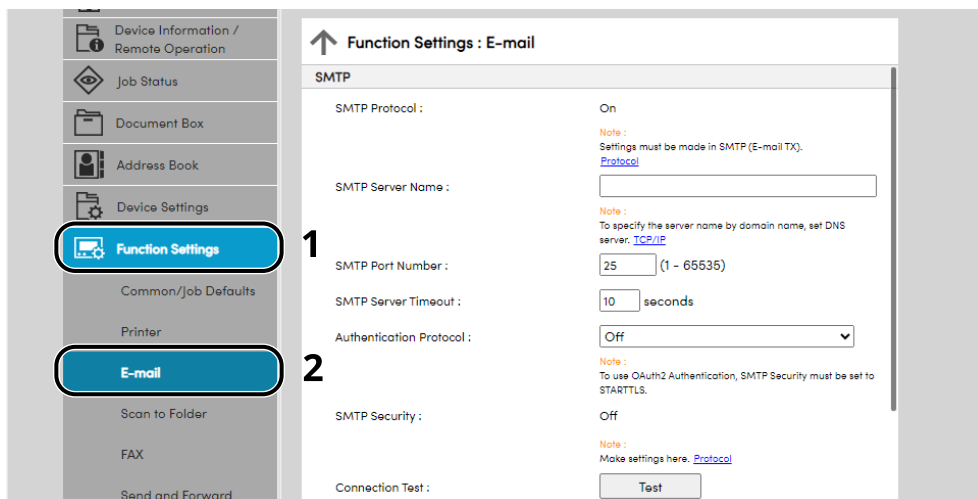 Device Information /
Remote Operation
Job Status
Document Box
Address Book
Device Settings
Function Settings
1
Common/Job Defaults
Printer
E-mail
2
Scan to Folder
FAX
Send and Forward
Function Settings : E-mail
SMTP
SMTP Protocol :
On
Note :
Settings must be made in SMTP (E-mail TX).
Protocol
SMTP Server Name :
Note :
To specify the server name by domain name, set DNS
server. TCP/IP
SMTP Port Number :
25 (1 - 65535)
SMTP Server Timeout :
10 seconds
Authentication Protocol :
Off
Note :
To use OAuth2 Authentication, SMTP Security must be set to
STARTTLS.
SMTP Security :
Off
Note :
Make settings here. Protocol
Connection Test :
Test